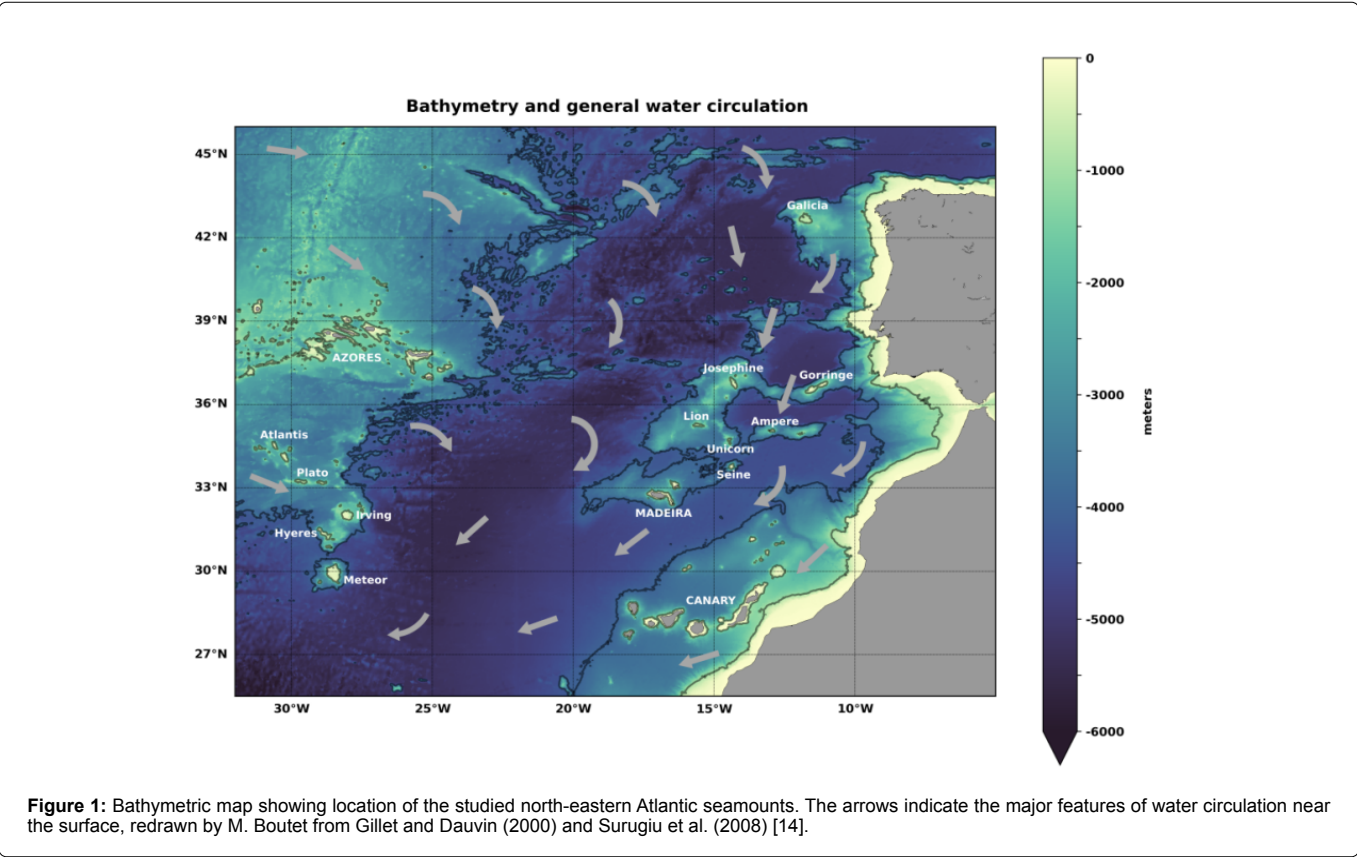 Bathymetry and general water circulation
0
-1000
-2000
-3000
-4000
-5000
-6000
meters
45°N
42°N
39°N
36°N
33°N
30°N
27°N
30°W
25°W
20°W
15°W
10°W
Galicia
AZORES
Josephine
Gorringe
Lion
Ampere
Atlantis
Unicorn
Plato
Seine
MADEIRA
Irving
Hyeres
Meteor
CANARY
Figure 1: Bathymetric map showing location of the studied north-eastern Atlantic seamounts. The arrows indicate the major features of water circulation near
the surface, redrawn by M. Boutet from Gillet and Dauvin (2000) and Surugiu et al. (2008) [14].